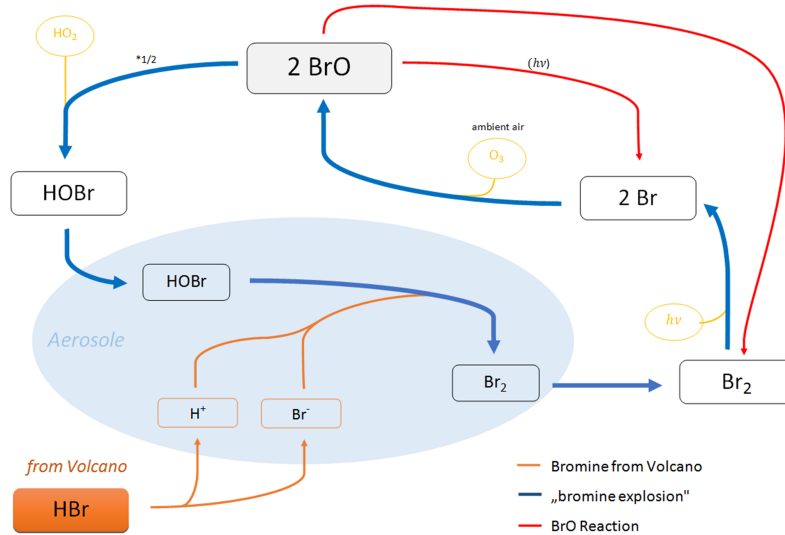 HO₂
*1/2
2 BrO
(hν)
ambient air
O₃
HOBr
2 Br
HOBr
hν
Aerosole
Br₂
Br₂
H⁺
Br⁻
from Volcano
HBr
Bromine from Volcano
„bromine explosion"
BrO Reaction